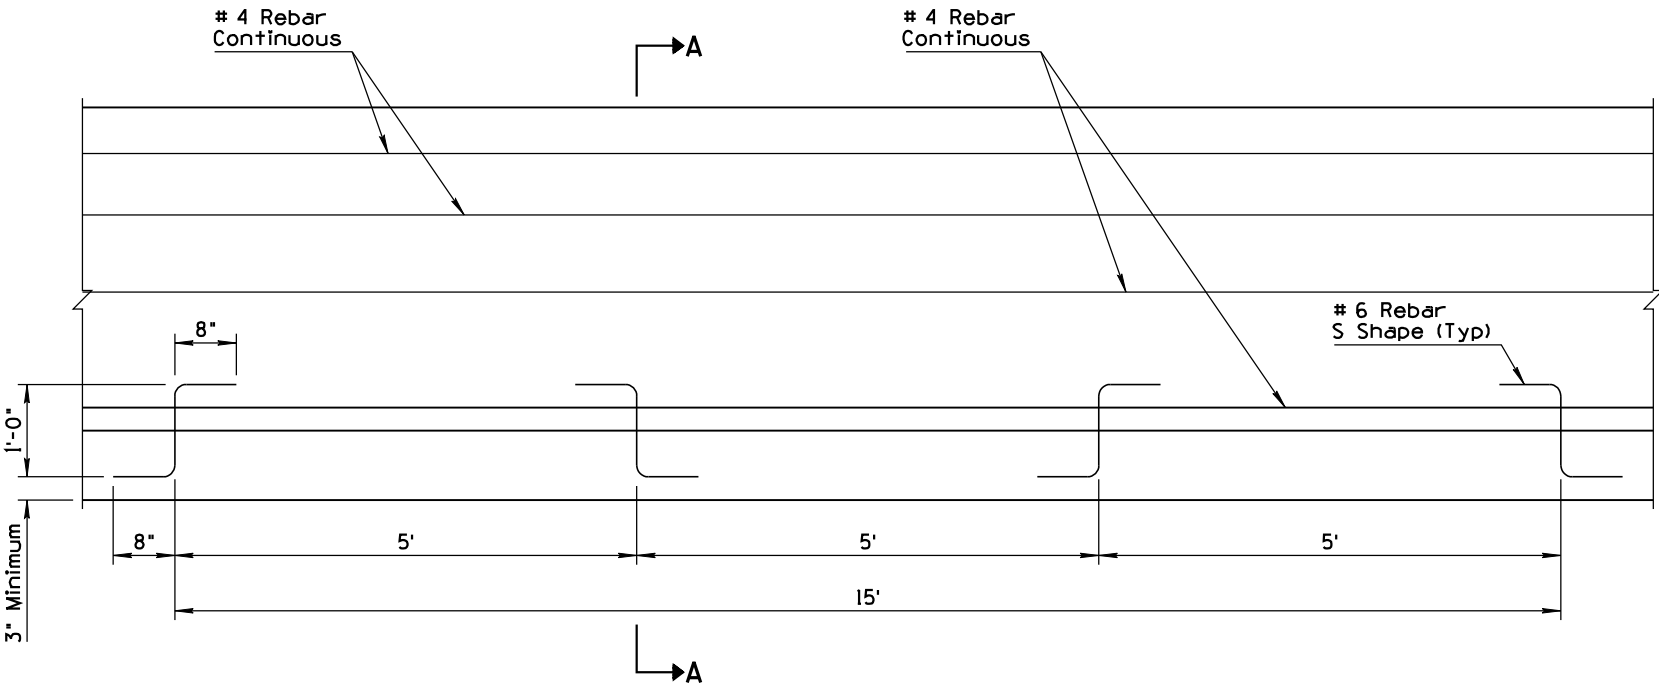 # 4 Rebar
Continuous
A
# 4 Rebar
Continuous
# 6 Rebar
S Shape (Typ)
8"
1'-0"
3" Minimum
8"
5'
5'
5'
15'
A